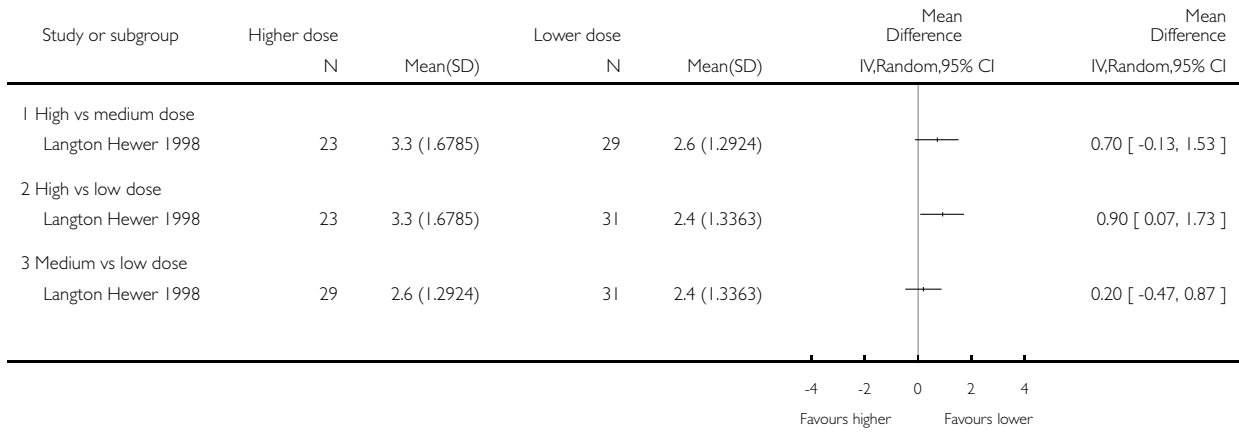 Mean Mean
Study or subgroup Higher dose Lower dose Difference Difference
N Mean(SD) N Mean(SD) IV,Random,95% CI IV,Random,95% CI
1 High vs medium dose
Langton Hewer 1998 23 3.3 (1.6785) 29 2.6 (1.2924) 0.70 [ -0.13, 1.53 ]
2 High vs low dose
Langton Hewer 1998 23 3.3 (1.6785) 31 2.4 (1.3363) 0.90 [ 0.07, 1.73 ]
3 Medium vs low dose
Langton Hewer 1998 29 2.6 (1.2924) 31 2.4 (1.3363) 0.20 [ -0.47, 0.87 ]
-4 -2 0 2 4
Favours higher Favours lower